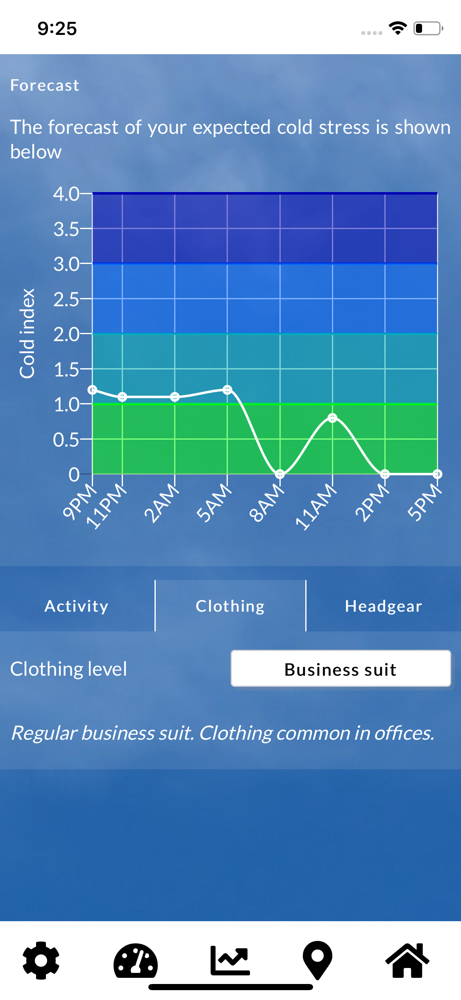 9:25
Forecast
The forecast of your expected cold stress is shown
below
4.0
3.5
3.0
2.5
2.0
1.5
1.0
0.5
0
Cold index
9PM
11PM
2AM
5AM
8AM
11AM
2PM
5PM
Activity
Clothing
Headgear
Clothing level
Business suit
Regular business suit. Clothing common in offices.